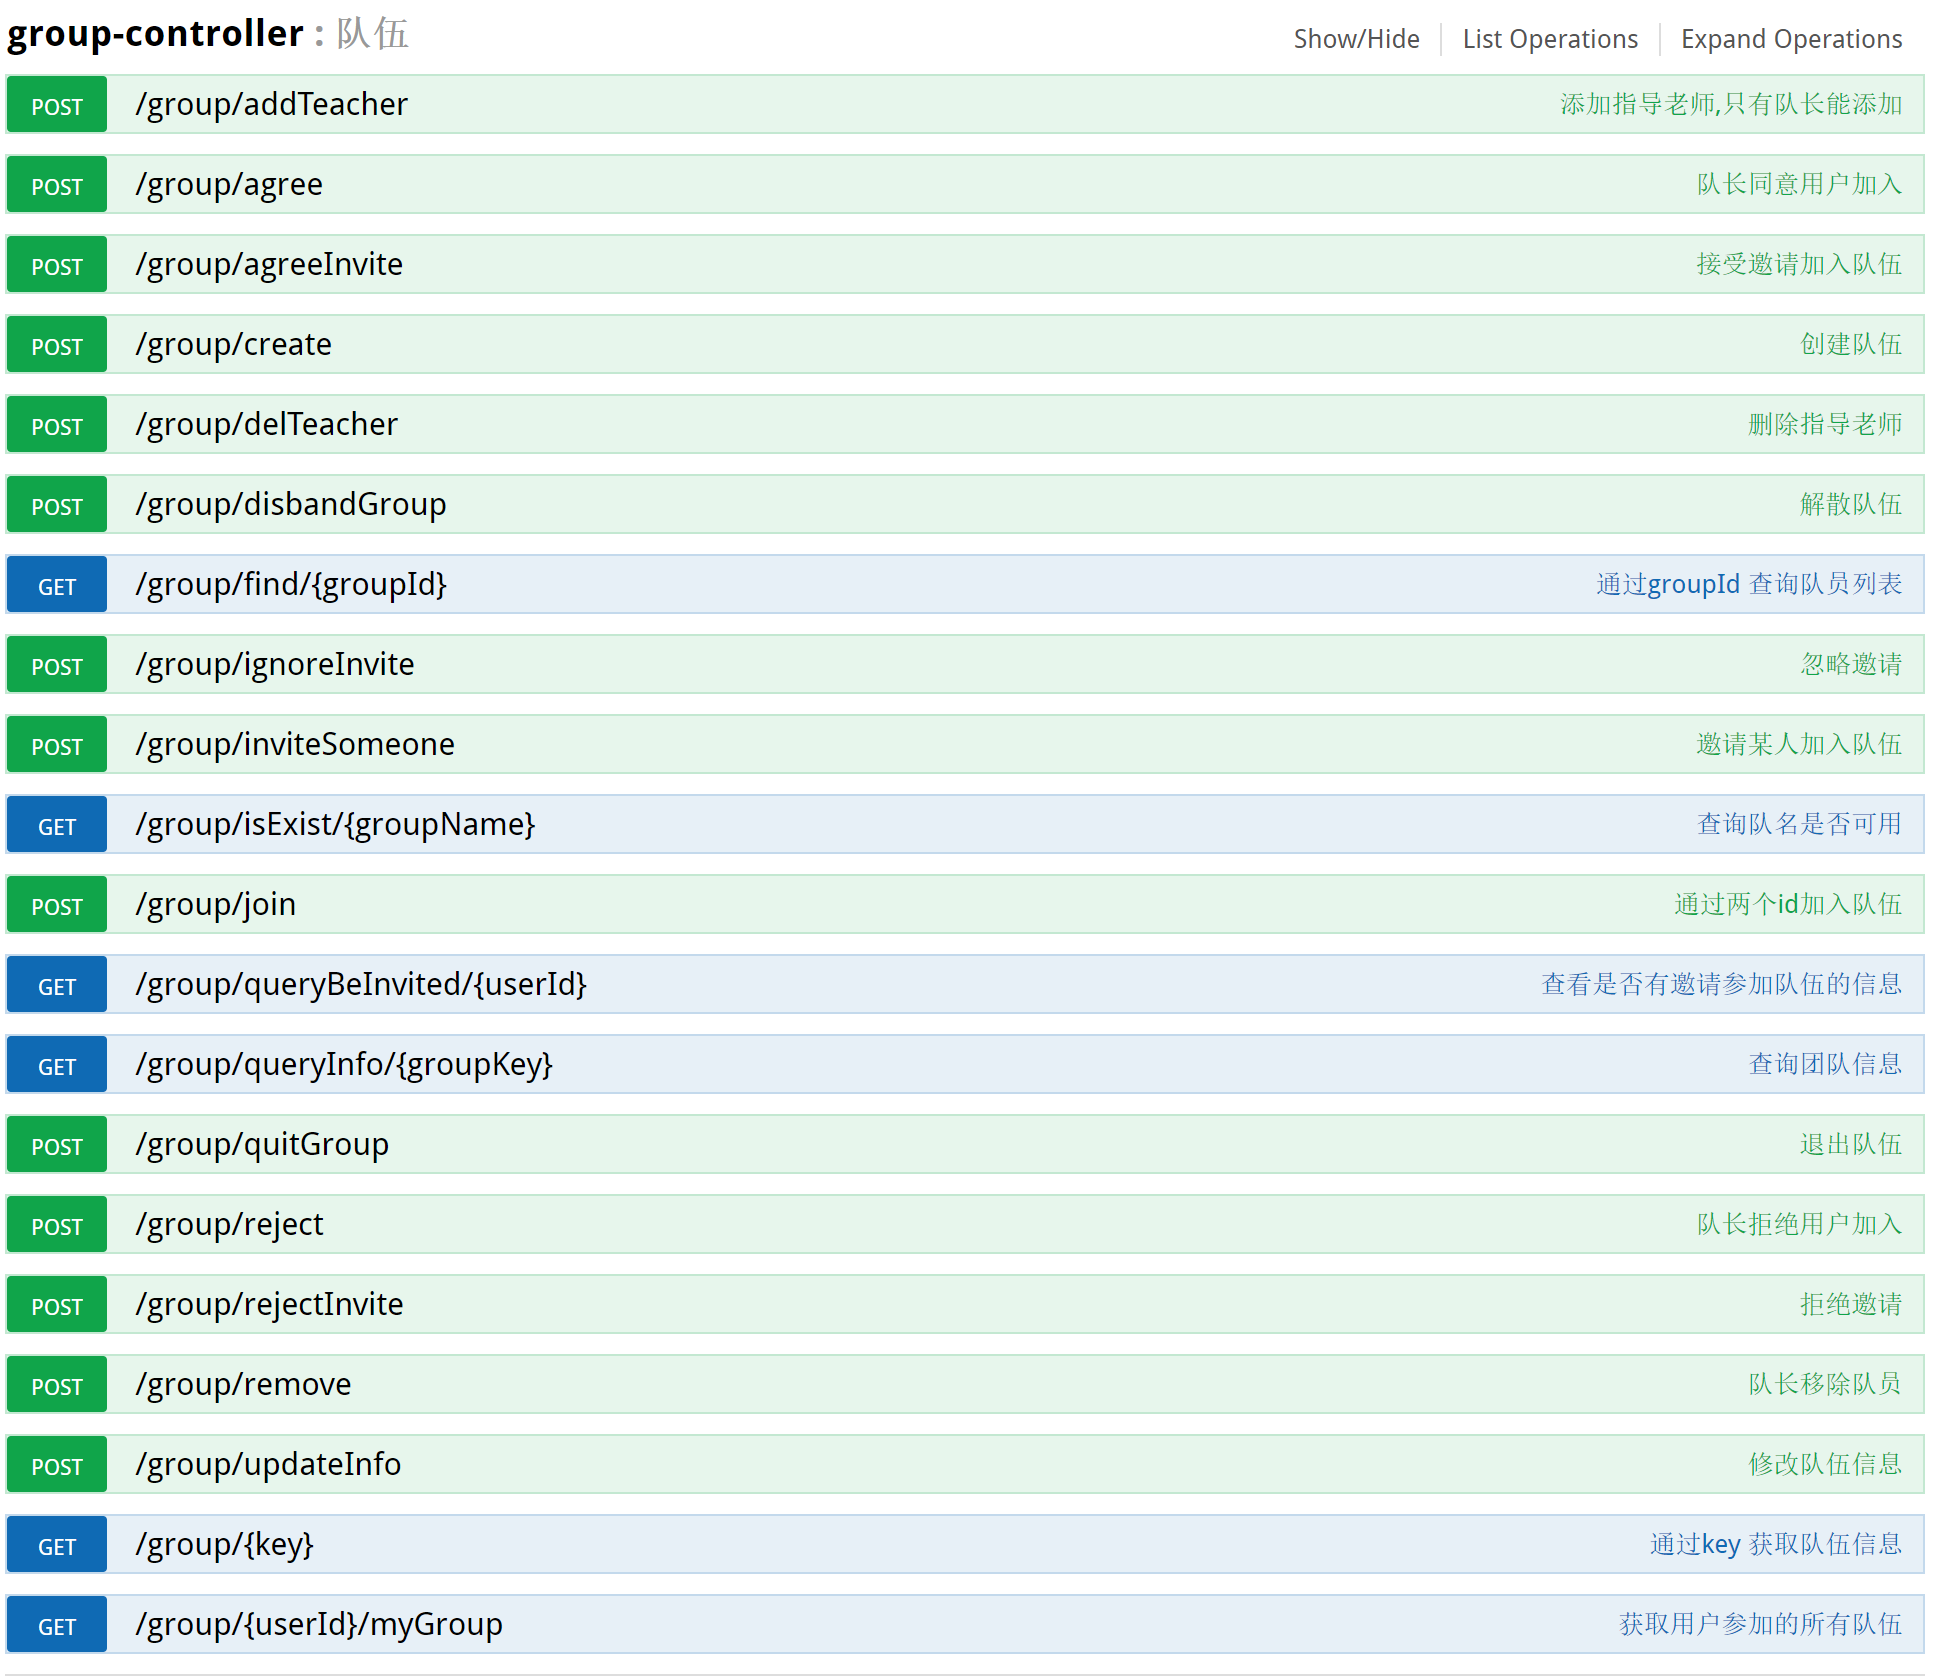 group-controller : 队伍 Show/Hide List Operations Expand Operations
POST /group/addTeacher 添加指导老师,只有队长能添加
POST /group/agree 队长同意用户加入
POST /group/agreeInvite 接受邀请加入队伍
POST /group/create 创建队伍
POST /group/delTeacher 删除指导老师
POST /group/disbandGroup 解散队伍
GET /group/find/{groupId} 通过groupId 查询队员列表
POST /group/ignoreInvite 忽略邀请
POST /group/inviteSomeone 邀请某人加入队伍
GET /group/isExist/{groupName} 查询队名是否可用
POST /group/join 通过两个id加入队伍
GET /group/queryBeInvited/{userId} 查看是否有邀请参加队伍的信息
GET /group/queryInfo/{groupKey} 查询团队信息
POST /group/quitGroup 退出队伍
POST /group/reject 队长拒绝用户加入
POST /group/rejectInvite 拒绝邀请
POST /group/remove 队长移除队员
POST /group/updateInfo 修改队伍信息
GET /group/{key} 通过key 获取队伍信息
GET /group/{userId}/myGroup 获取用户参加的所有队伍